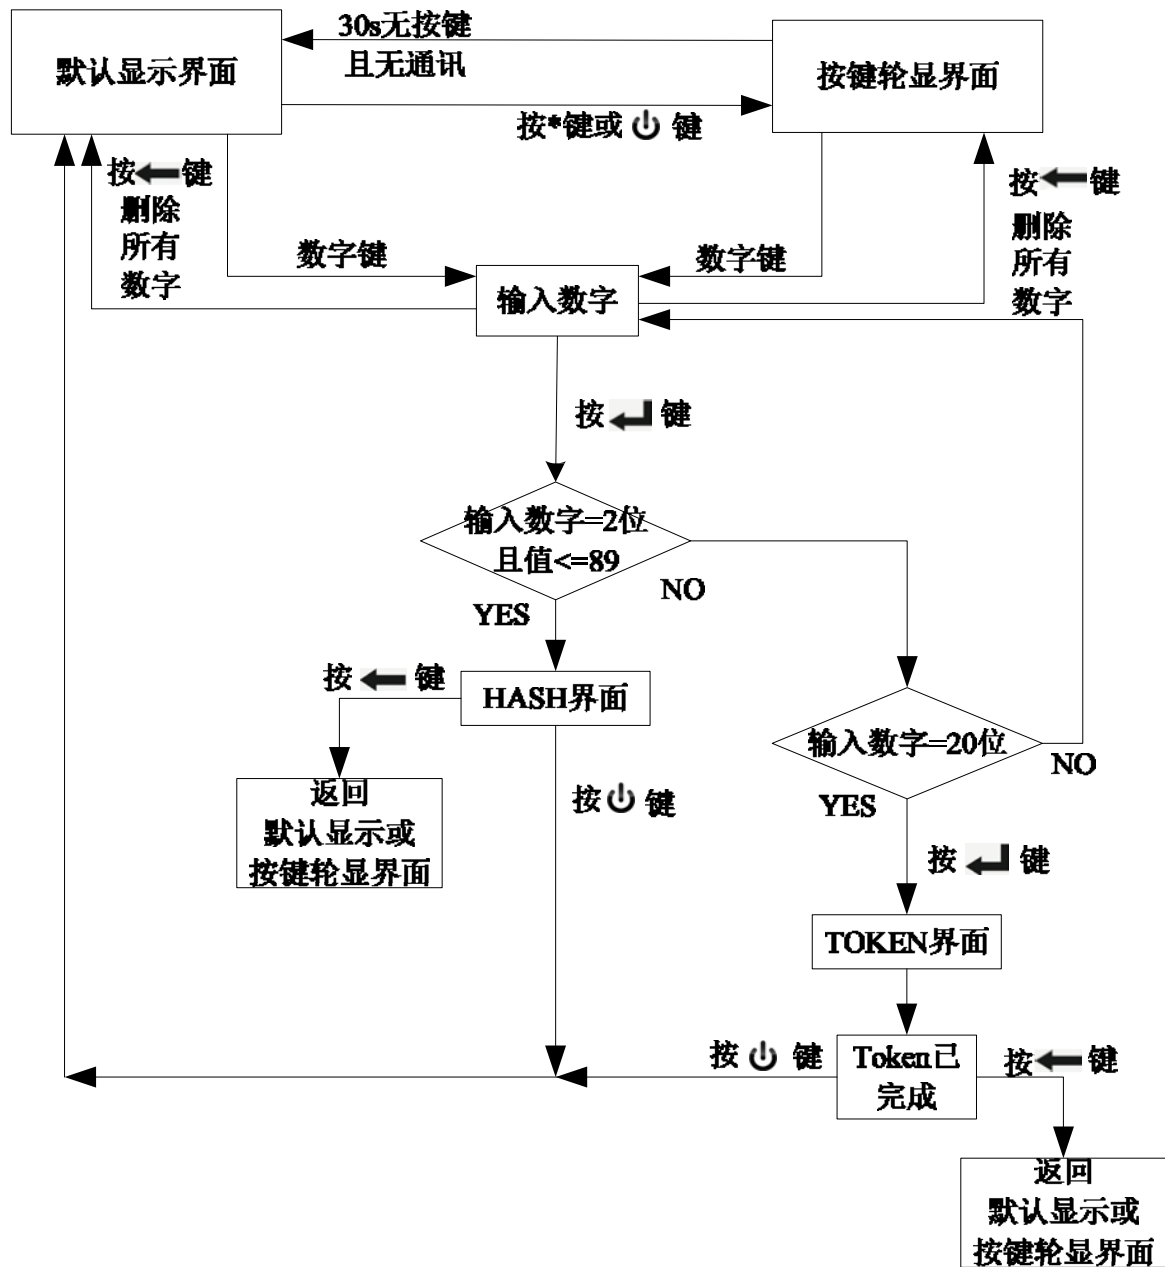 30s无按键
且无通讯
默认显示界面
按键轮显界面
按*键或 键
按 键
删除
所有
数字
按 键
删除
所有
数字
数字键
数字键
输入数字
按 键
输入数字=2位
且值<=89
NO
YES
按 键
HASH界面
输入数字=20位
NO
YES
返回
默认显示或
按键轮显界面
按 键
按 键
TOKEN界面
按 键
Token已
完成
按 键
返回
默认显示或
按键轮显界面